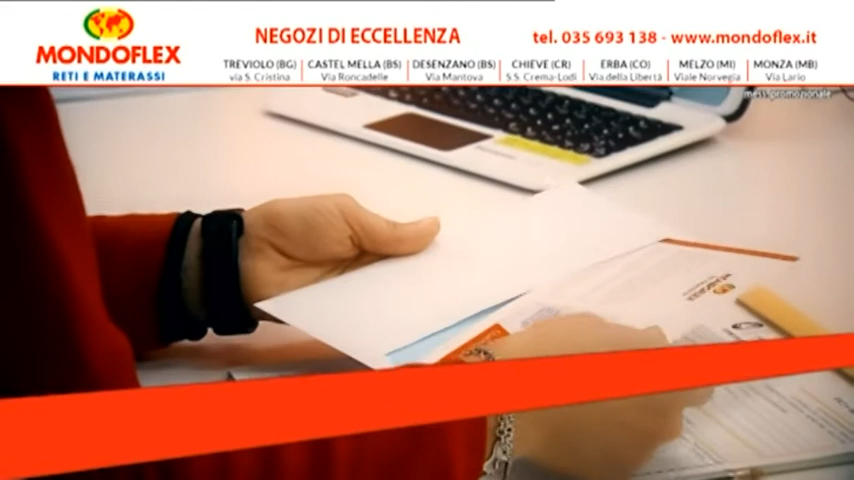 MONDOFLEX
RETI E MATERASSI
NEGOZI DI ECCELLENZA
tel. 035 693 138 - www.mondoflex.it
TREVIOLO (BG)
via S. Cristina
CASTEL MELLA (BS)
Via Roncadelle
DESENZANO (BS)
Via Mantova
CHIEVE (CR)
S.S. Crema-Lodi
ERBA (CO)
Via della Libertà
MELZO (MI)
Viale Norvegia
MONZA (MB)
Via Lario
mess.promozionale